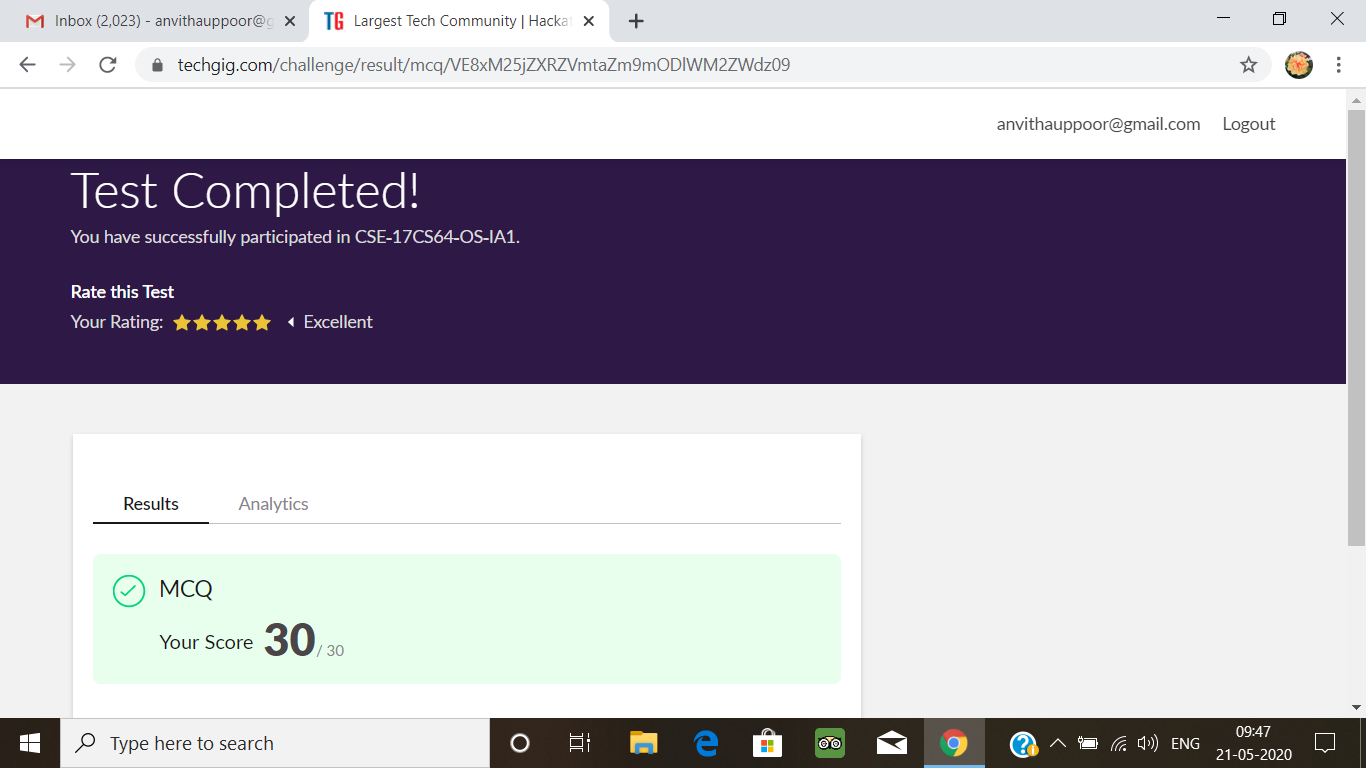 Inbox (2,023) - anvithauppoor@g
TG Largest Tech Community | Hacka
techgig.com/challenge/result/mcq/VE8xM25jZXRZVmtaZm9mODlWM2ZWdz09
anvithauppoor@gmail.com Logout
Test Completed!
You have successfully participated in CSE-17CS64-OS-IA1.
Rate this Test
Your Rating: Excellent
Results Analytics
MCQ
Your Score 30 / 30
Type here to search
ENG
09:47
21-05-2020